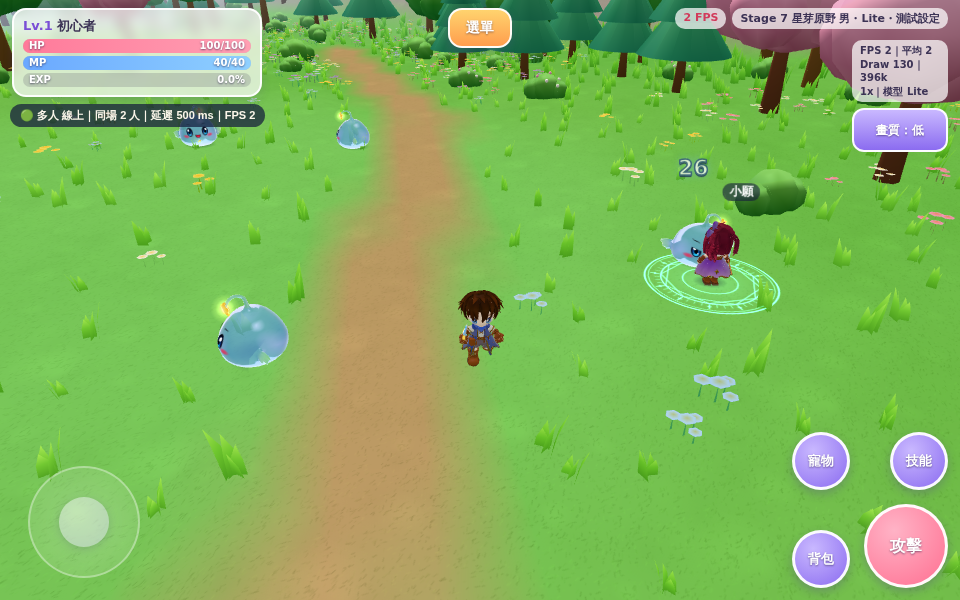 Lv.1 初心者
HP 100/100
MP 40/40
EXP 0.0%
多人 線上｜同場 2 人｜延遲 500 ms｜FPS 2
選單
2 FPS
Stage 7 星芽原野 男・Lite・測試設定
FPS 2｜平均 2
Draw 130｜
396k
1x｜模型 Lite
畫質：低
26
小願
寵物
技能
背包
攻擊